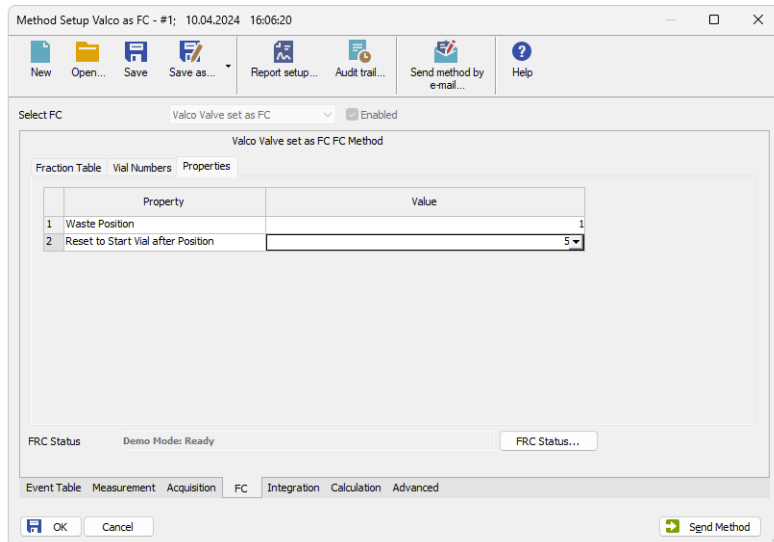 Method Setup Valco as FC - #1; 10.04.2024 16:06:20
New Open... Save Save as... Report setup... Audit trail... Send method by e-mail... Help
Select FC Valco Valve set as FC Enabled
Valco Valve set as FC FC Method
Fraction Table Vial Numbers Properties
Property Value
1 Waste Position 1
2 Reset to Start Vial after Position 5
FRC Status Demo Mode: Ready FRC Status...
Event Table Measurement Acquisition FC Integration Calculation Advanced
OK Cancel Send Method